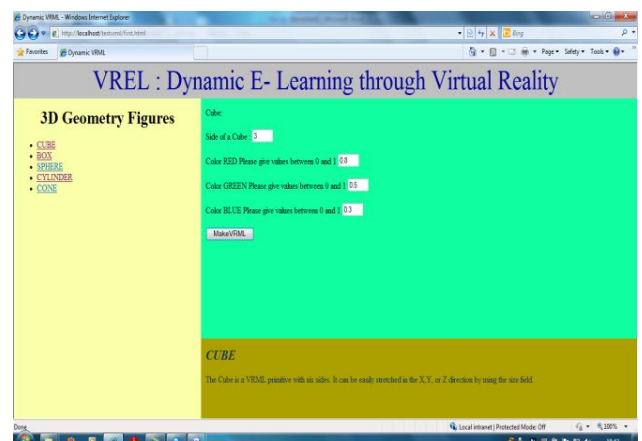 Dynamic VRML - Windows Internet Explorer
http://localhost/testvrml/first.html
Bing
Favorites Dynamic VRML
Page Safety Tools
VREL : Dynamic E- Learning through Virtual Reality
3D Geometry Figures
CUBE
BOX
SPHERE
CYLINDER
CONE
Cube:
Side of a Cube : 3
Color RED Please give values between 0 and 1 0.8
Color GREEN Please give values between 0 and 1 0.5
Color BLUE Please give values between 0 and 1 0.3
MakeVRML
CUBE
The Cube is a VRML primitive with six sides. It can be easily stretched in the X,Y, or Z direction by using the size field.
Done
Local intranet | Protected Mode: Off
100%